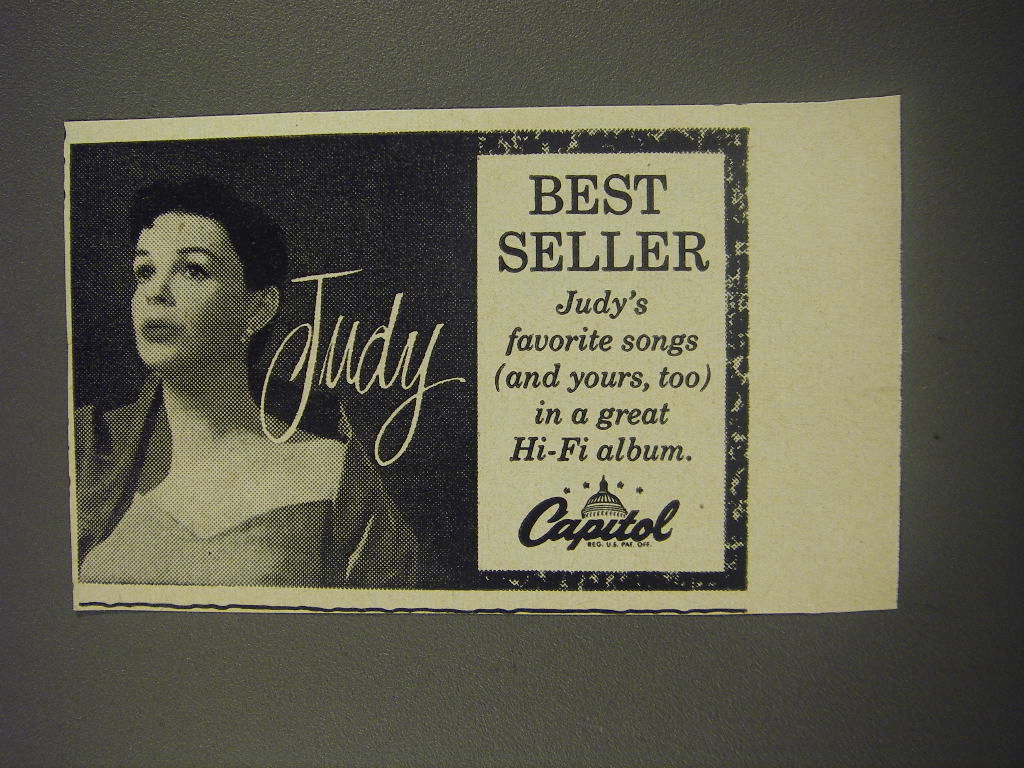 Judy
BEST
SELLER
Judy's
favorite songs
(and yours, too)
in a great
Hi-Fi album.
Capitol
REG. U.S. PAT. OFF.